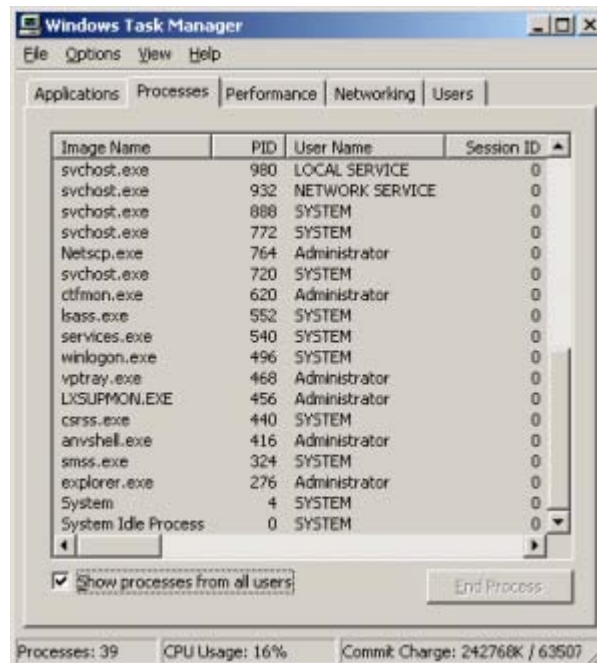 Windows Task Manager
File Options View Help
Applications Processes Performance Networking Users
Image Name PID User Name Session ID
svchost.exe 980 LOCAL SERVICE 0
svchost.exe 932 NETWORK SERVICE 0
svchost.exe 888 SYSTEM 0
svchost.exe 772 SYSTEM 0
Netscp.exe 764 Administrator 0
svchost.exe 720 SYSTEM 0
ctfmon.exe 620 Administrator 0
lsass.exe 552 SYSTEM 0
services.exe 540 SYSTEM 0
winlogon.exe 496 SYSTEM 0
vptray.exe 468 Administrator 0
LXSUPMON.EXE 456 Administrator 0
csrss.exe 440 SYSTEM 0
anvshell.exe 416 Administrator 0
smss.exe 324 SYSTEM 0
explorer.exe 276 Administrator 0
System 4 SYSTEM 0
System Idle Process 0 SYSTEM 0
Show processes from all users End Process
Processes: 39 CPU Usage: 16% Commit Charge: 242768K / 63507